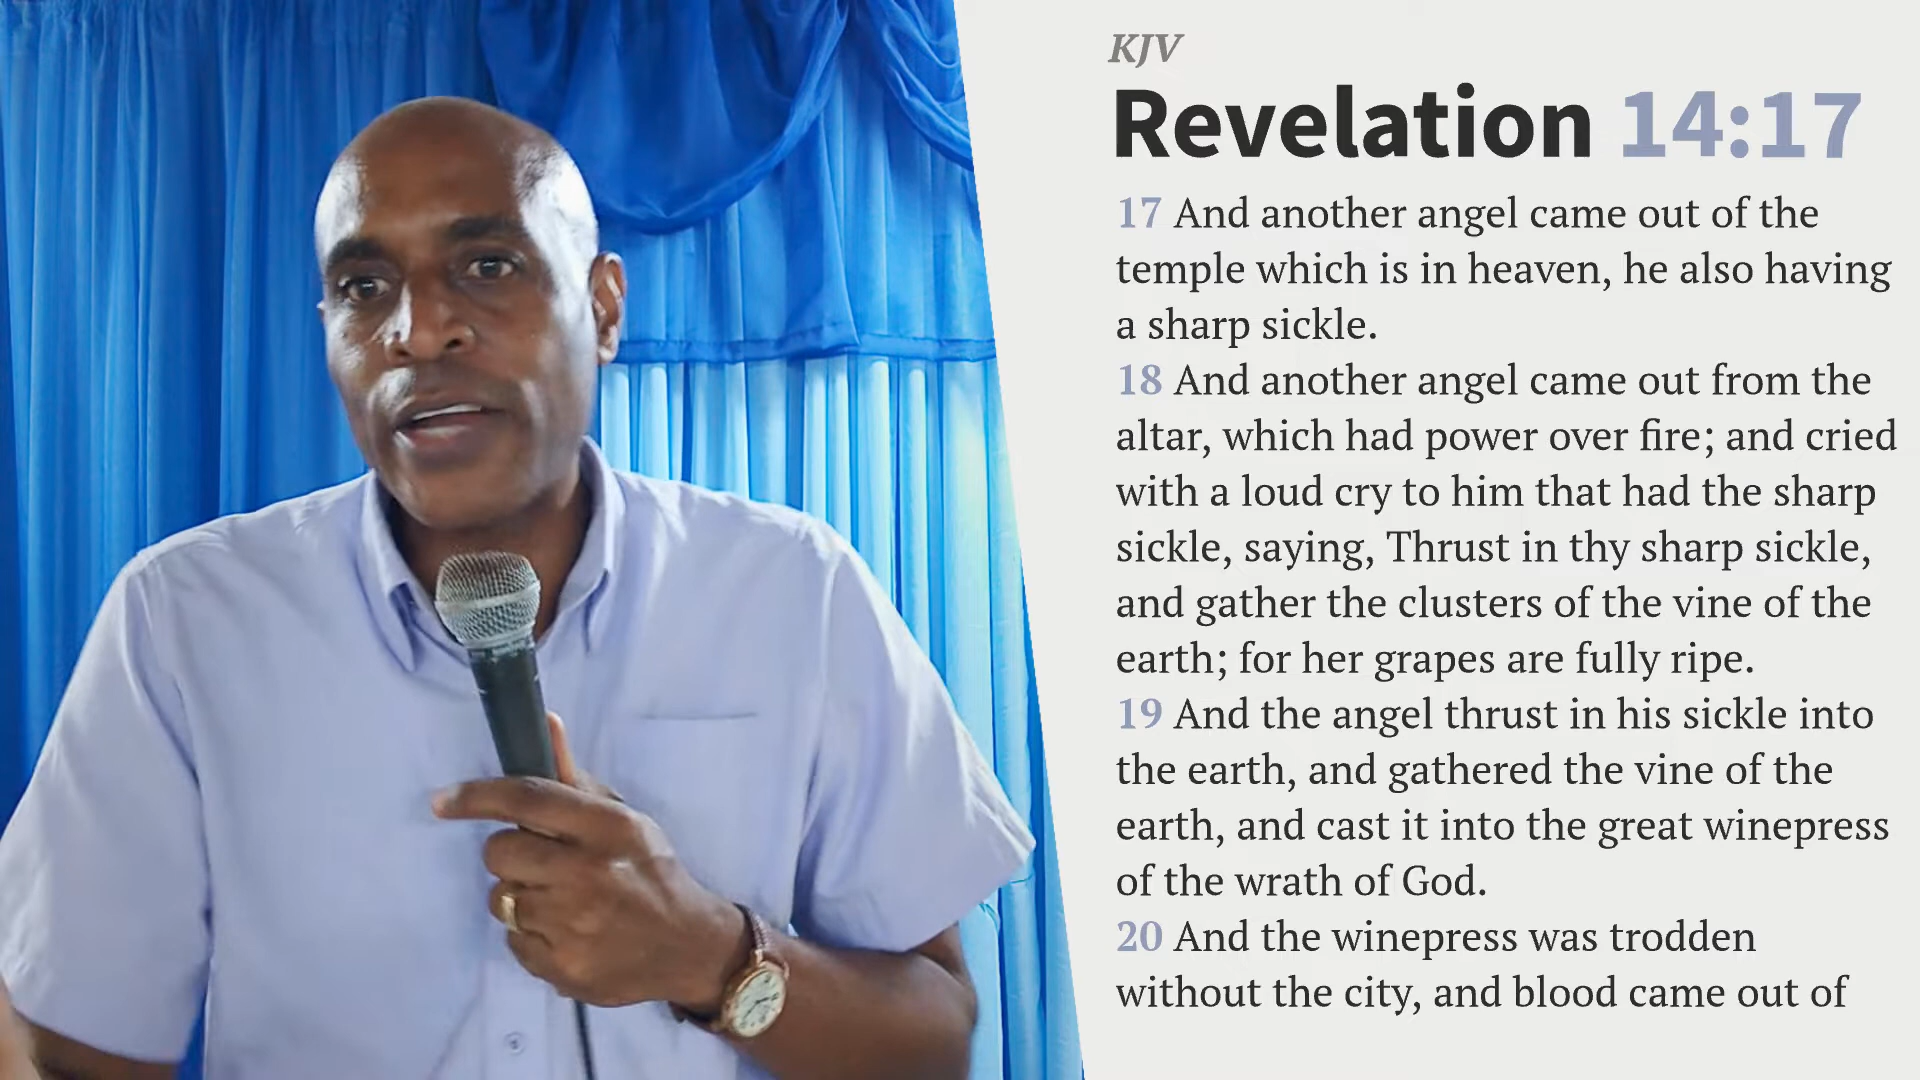 KJV
Revelation 14:17
17 And another angel came out of the
temple which is in heaven, he also having
a sharp sickle.
18 And another angel came out from the
altar, which had power over fire; and cried
with a loud cry to him that had the sharp
sickle, saying, Thrust in thy sharp sickle,
and gather the clusters of the vine of the
earth; for her grapes are fully ripe.
19 And the angel thrust in his sickle into
the earth, and gathered the vine of the
earth, and cast it into the great winepress
of the wrath of God.
20 And the winepress was trodden
without the city, and blood came out of